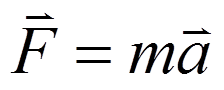 F⃗ = ma⃗